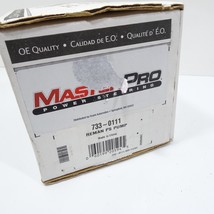 OE QUALITY • CALIDAD DE E.O. • QUALITÉ D'É.O.
MASTERPRO
POWER STEERING
733-0111
REMAN PS PUMP